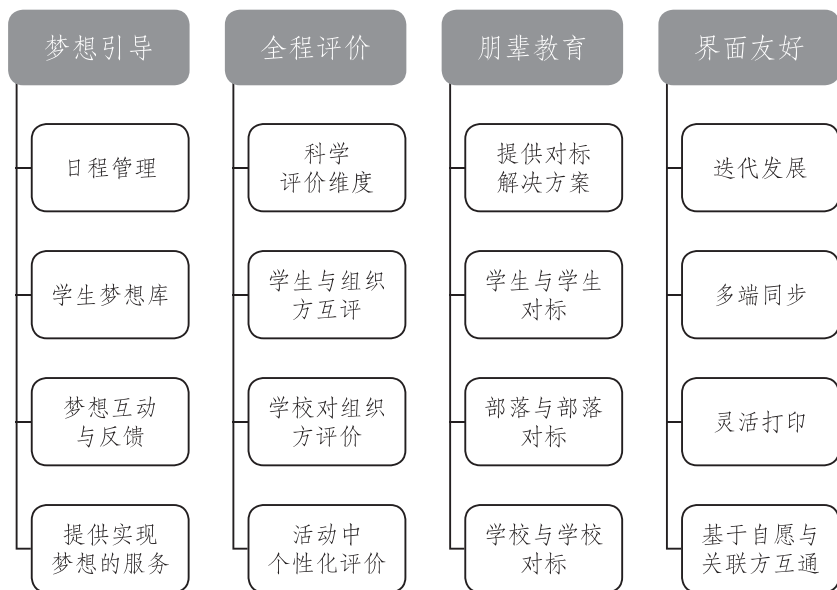 梦想引导
日程管理
学生梦想库
梦想互动
与反馈
提供实现
梦想的服务
全程评价
科学
评价维度
学生与组织
方互评
学校对组织
方评价
活动中
个性化评价
朋辈教育
提供对标
解决方案
学生与学生
对标
部落与部落
对标
学校与学校
对标
界面友好
迭代发展
多端同步
灵活打印
基于自愿与
关联方互通